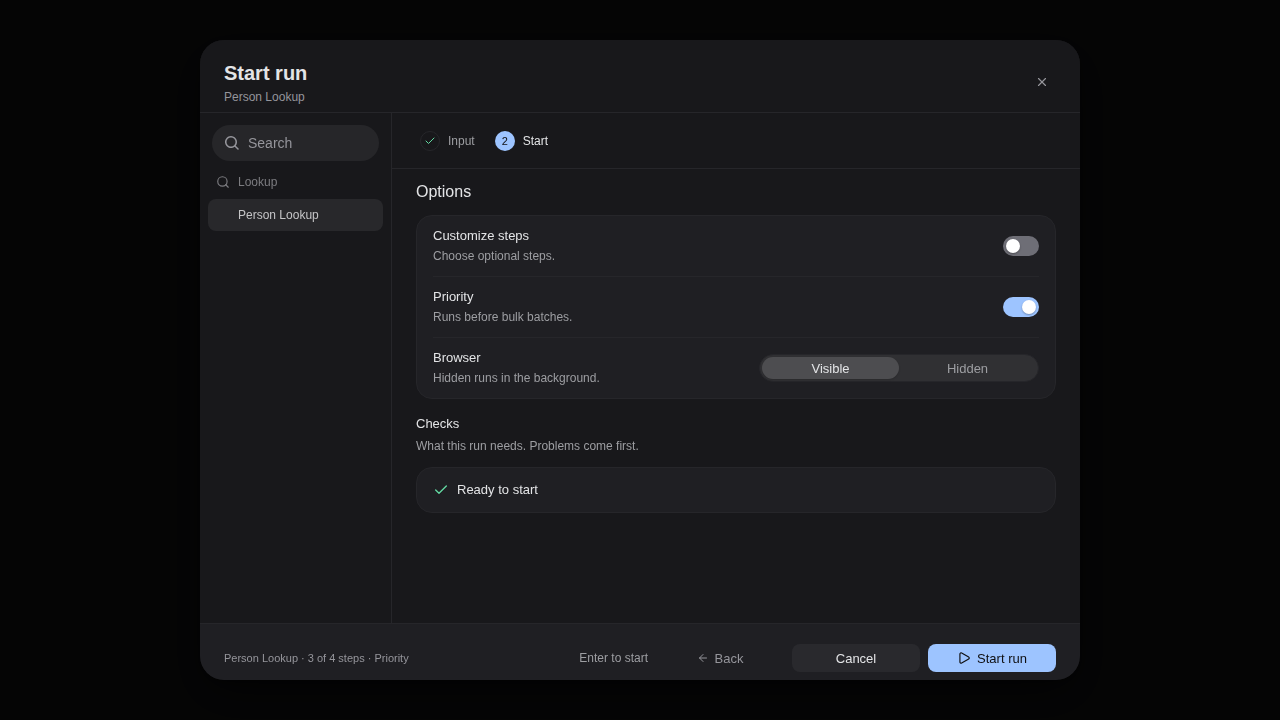 Start run
Person Lookup
Search
Lookup
Person Lookup
Input
2 Start
Options
Customize steps
Choose optional steps.
Priority
Runs before bulk batches.
Browser
Hidden runs in the background.
Visible Hidden
Checks
What this run needs. Problems come first.
Ready to start
Person Lookup · 3 of 4 steps · Priority
Enter to start
Back
Cancel
Start run